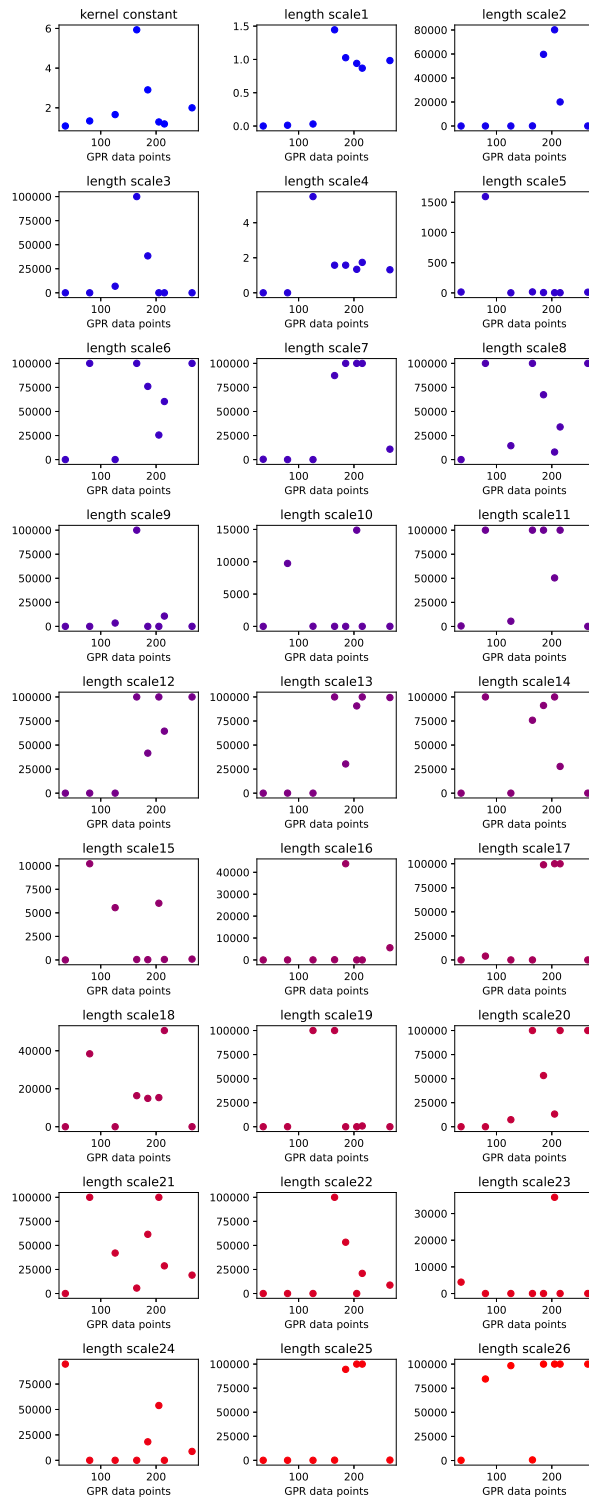 kernel constant length scale1 length scale2
6 1.5 80000
60000
4 1.0
40000
2 0.5 20000
0.0 0
100 200 100 200 100 200
GPR data points GPR data points GPR data points
length scale3 length scale4 length scale5
100000 1500
75000 4 1000
50000
2 500
25000
0 0 0
100 200 100 200 100 200
GPR data points GPR data points GPR data points
length scale6 length scale7 length scale8
100000 100000 100000
75000 75000 75000
50000 50000 50000
25000 25000 25000
0 0 0
100 200 100 200 100 200
GPR data points GPR data points GPR data points
length scale9 length scale10 length scale11
100000 15000 100000
75000 10000 75000
50000 50000
25000 5000 25000
0 0 0
100 200 100 200 100 200
GPR data points GPR data points GPR data points
length scale12 length scale13 length scale14
100000 100000 100000
75000 75000 75000
50000 50000 50000
25000 25000 25000
0 0 0
100 200 100 200 100 200
GPR data points GPR data points GPR data points
length scale15 length scale16 length scale17
10000 40000 100000
7500 30000 75000
5000 20000 50000
2500 10000 25000
0 0 0
100 200 100 200 100 200
GPR data points GPR data points GPR data points
length scale18 length scale19 length scale20
100000 100000
40000 75000 75000
20000 50000 50000
25000 25000
0 0 0
100 200 100 200 100 200
GPR data points GPR data points GPR data points
length scale21 length scale22 length scale23
100000 100000
75000 75000 30000
50000 50000 20000
25000 25000 10000
0 0 0
100 200 100 200 100 200
GPR data points GPR data points GPR data points
length scale24 length scale25 length scale26
100000 100000
75000 75000 75000
50000 50000 50000
25000 25000 25000
0 0 0
100 200 100 200 100 200
GPR data points GPR data points GPR data points